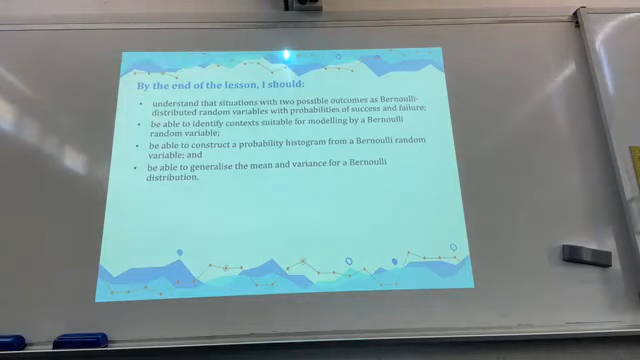 By the end of the lesson, I should:
• understand that situations with two possible outcomes as Bernoulli-
distributed random variables with probabilities of success and failure;
• be able to identify contexts suitable for modelling by a Bernoulli
random variable;
• be able to construct a probability histogram from a Bernoulli random
variable; and
• be able to generalise the mean and variance for a Bernoulli
distribution.